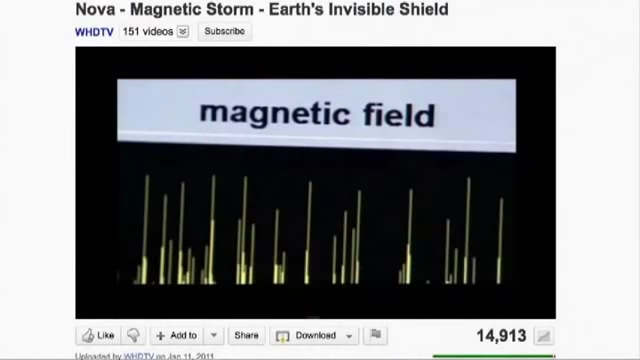 Nova - Magnetic Storm - Earth's Invisible Shield
WHDTV 151 videos Subscribe
magnetic field
Like + Add to Share Download 14,913
Uploaded by WHDTV on Jan 11, 2011